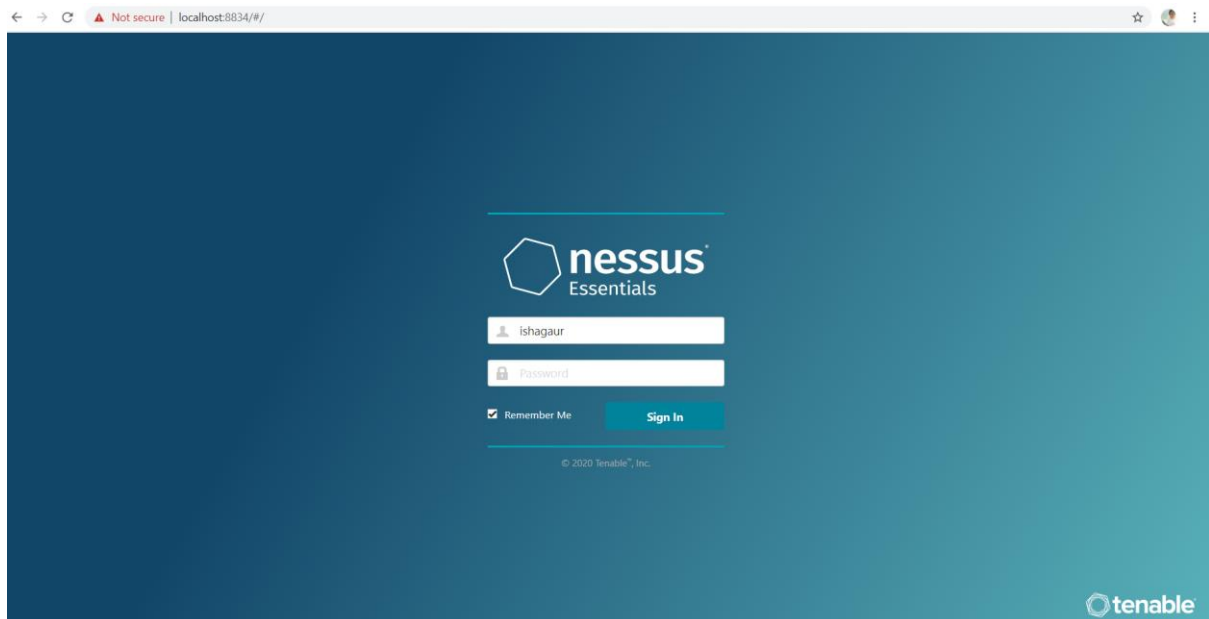 Not secure | localhost:8834/#/
nessus®
Essentials
ishagaur
Password
Remember Me
Sign In
© 2020 Tenable™, Inc.
tenable